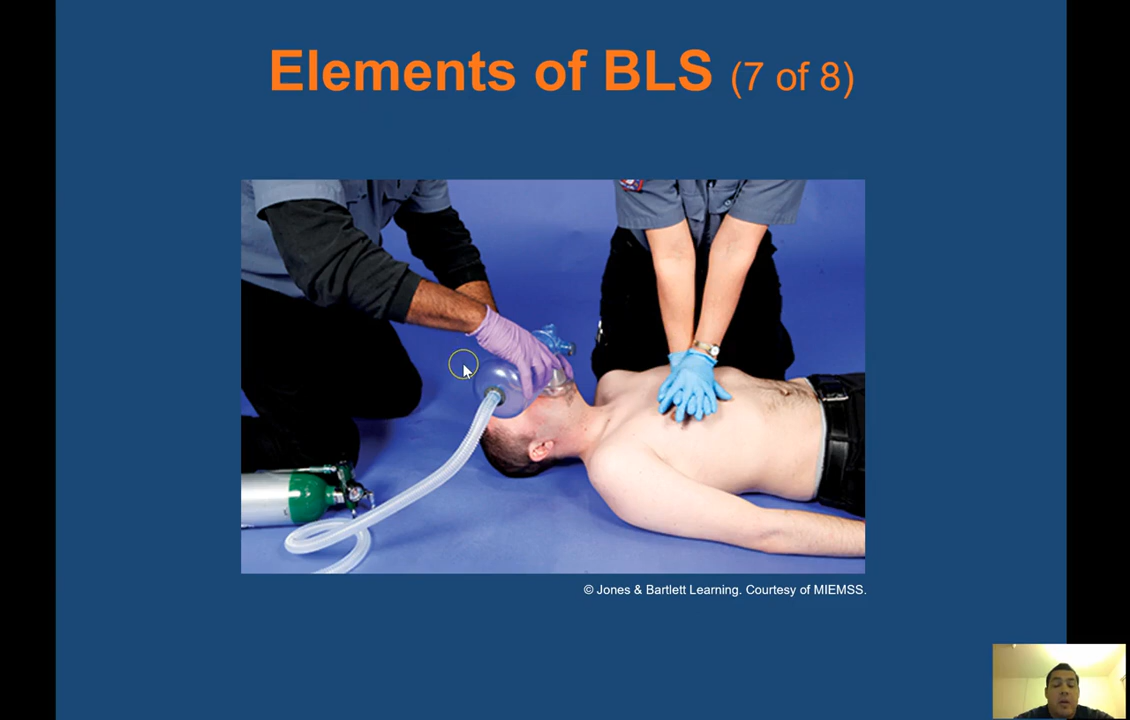 Elements of BLS (7 of 8)
© Jones & Bartlett Learning. Courtesy of MIEMSS.